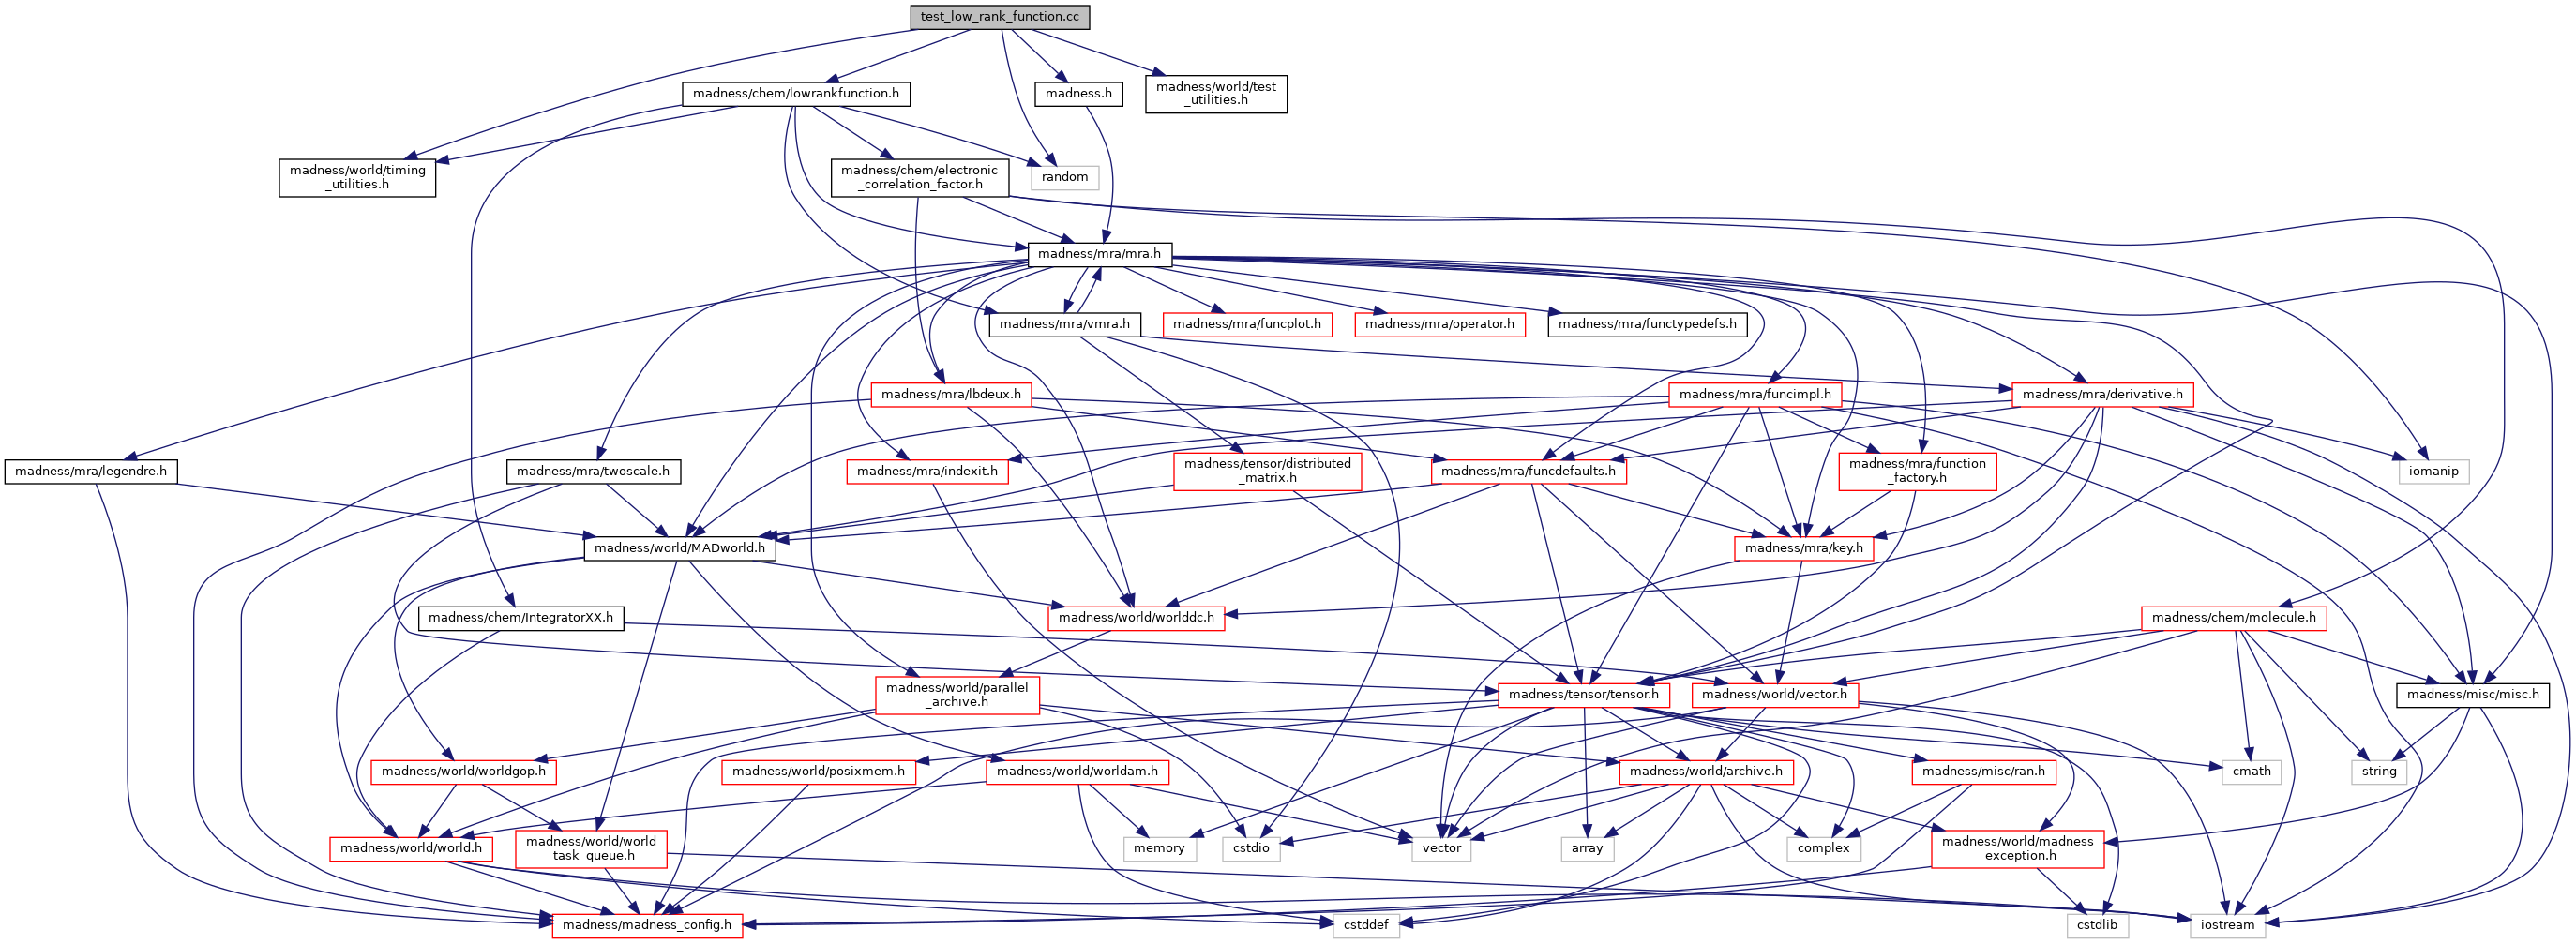 test_low_rank_function.cc
madness/chem/lowrankfunction.h
madness.h
madness/world/test
_utilities.h
madness/world/timing
_utilities.h
madness/chem/electronic
_correlation_factor.h
random
madness/mra/mra.h
madness/mra/vmra.h
madness/mra/funcplot.h
madness/mra/operator.h
madness/mra/functypedefs.h
madness/mra/lbdeux.h
madness/mra/funcimpl.h
madness/mra/derivative.h
madness/mra/legendre.h
madness/mra/twoscale.h
madness/mra/indexit.h
madness/tensor/distributed
_matrix.h
madness/mra/funcdefaults.h
madness/mra/function
_factory.h
iomanip
madness/world/MADworld.h
madness/mra/key.h
madness/chem/IntegratorXX.h
madness/world/worlddc.h
madness/chem/molecule.h
madness/world/parallel
_archive.h
madness/tensor/tensor.h
madness/world/vector.h
madness/misc/misc.h
madness/world/worldgop.h
madness/world/posixmem.h
madness/world/worldam.h
madness/world/archive.h
madness/misc/ran.h
cmath
string
madness/world/world.h
madness/world/world
_task_queue.h
memory
cstdio
vector
array
complex
madness/world/madness
_exception.h
madness/madness_config.h
cstddef
cstdlib
iostream